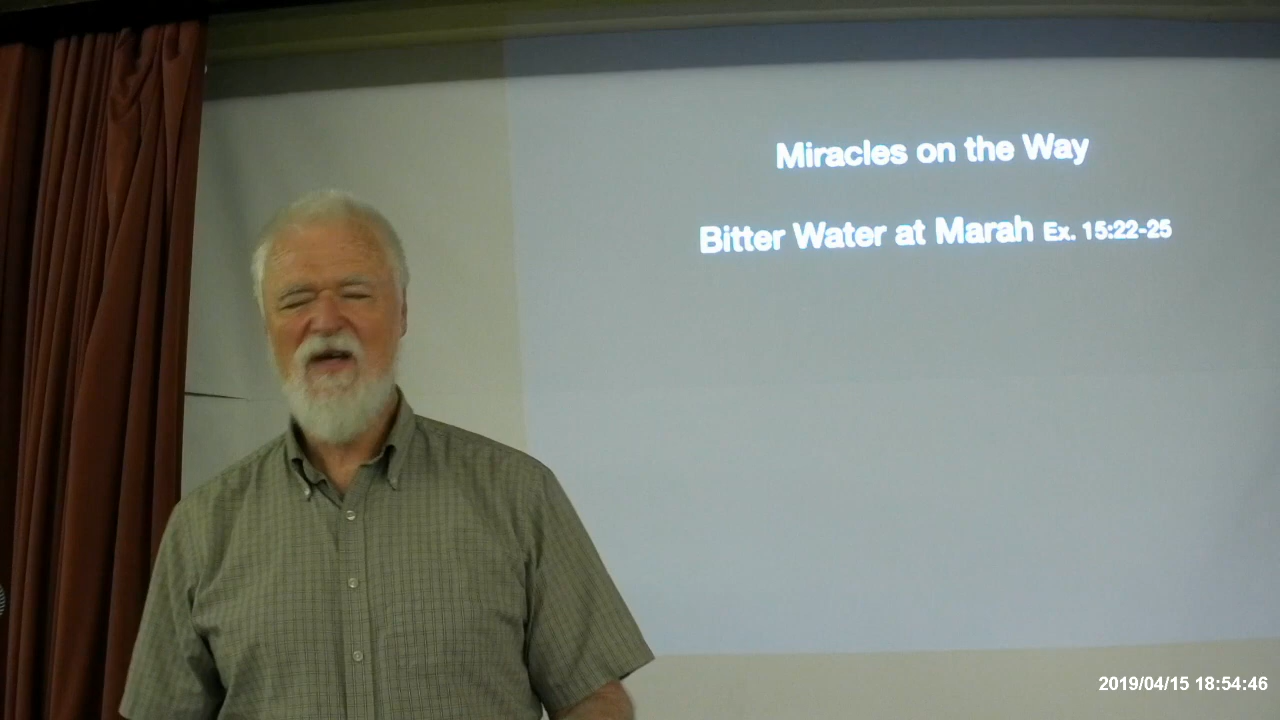 Miracles on the Way
Bitter Water at Marah Ex. 15:22-25
2019/04/15 18:54:46